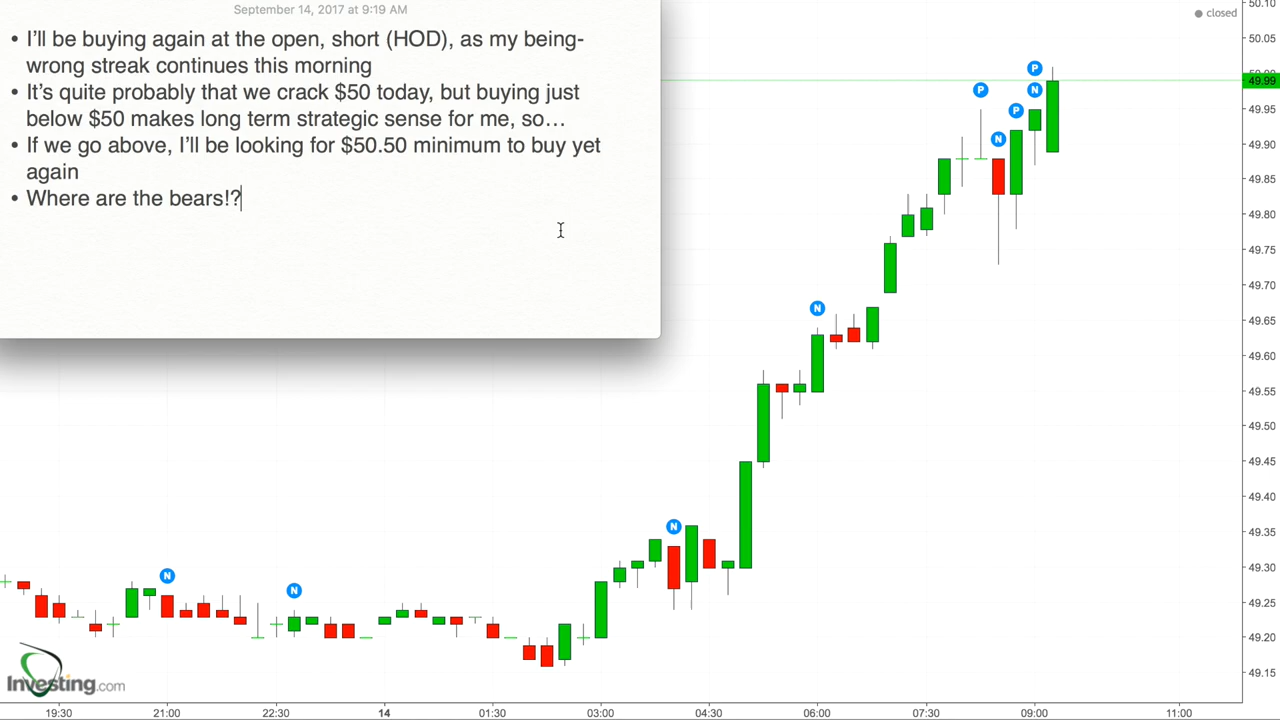 September 14, 2017 at 9:19 AM
• I'll be buying again at the open, short (HOD), as my being-
wrong streak continues this morning
• It's quite probably that we crack $50 today, but buying just
below $50 makes long term strategic sense for me, so…
• If we go above, I'll be looking for $50.50 minimum to buy yet
again
• Where are the bears!?
closed
50.10
50.05
49.99
49.95
49.90
49.85
49.80
49.75
49.70
49.65
49.60
49.55
49.50
49.45
49.40
49.35
49.30
49.25
49.20
49.15
P
P
N
P
N
N
N
N
N
Investing.com
19:30 21:00 22:30 14 01:30 03:00 04:30 06:00 07:30 09:00 11:00